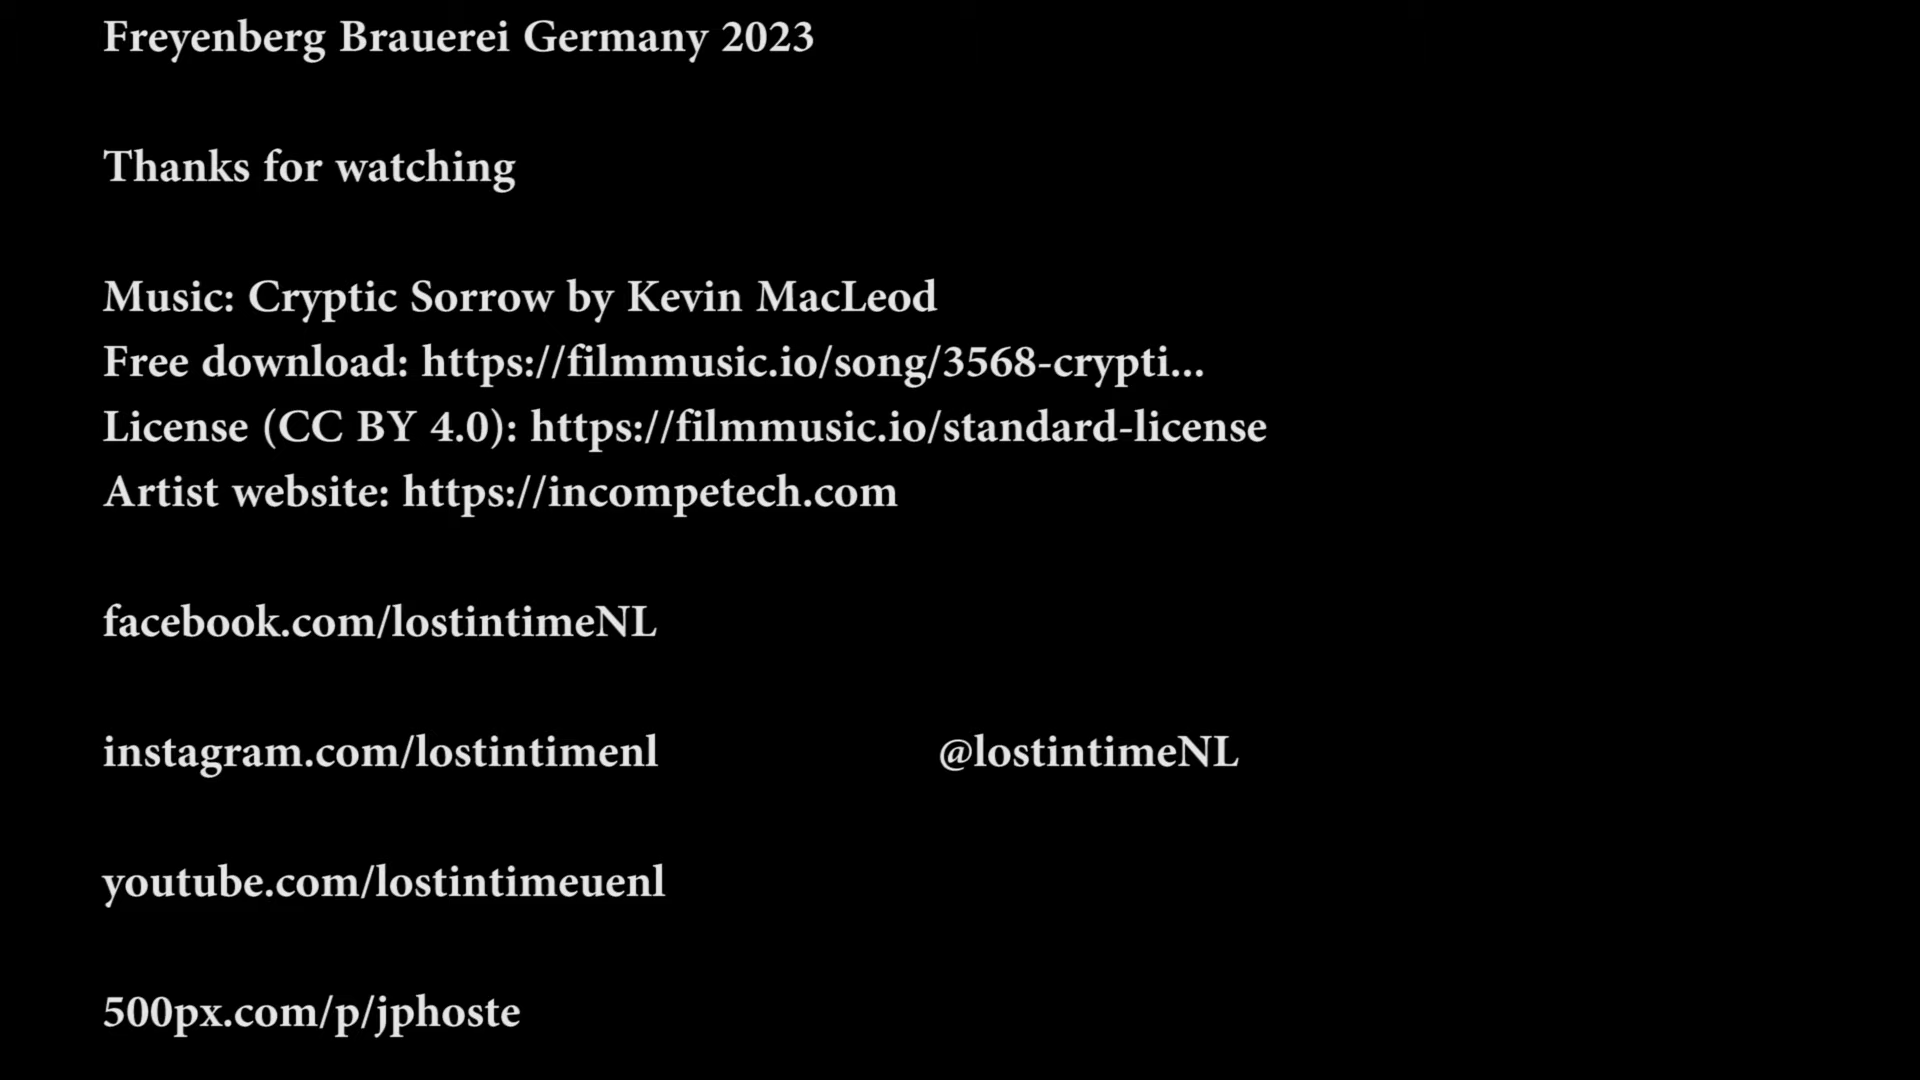 Freyenberg Brauerei Germany 2023
Thanks for watching
Music: Cryptic Sorrow by Kevin MacLeod
Free download: https://filmmusic.io/song/3568-crypti...
License (CC BY 4.0): https://filmmusic.io/standard-license
Artist website: https://incompetech.com
facebook.com/lostintimeNL
instagram.com/lostintimenl @lostintimeNL
youtube.com/lostintimeuenl
500px.com/p/jphoste